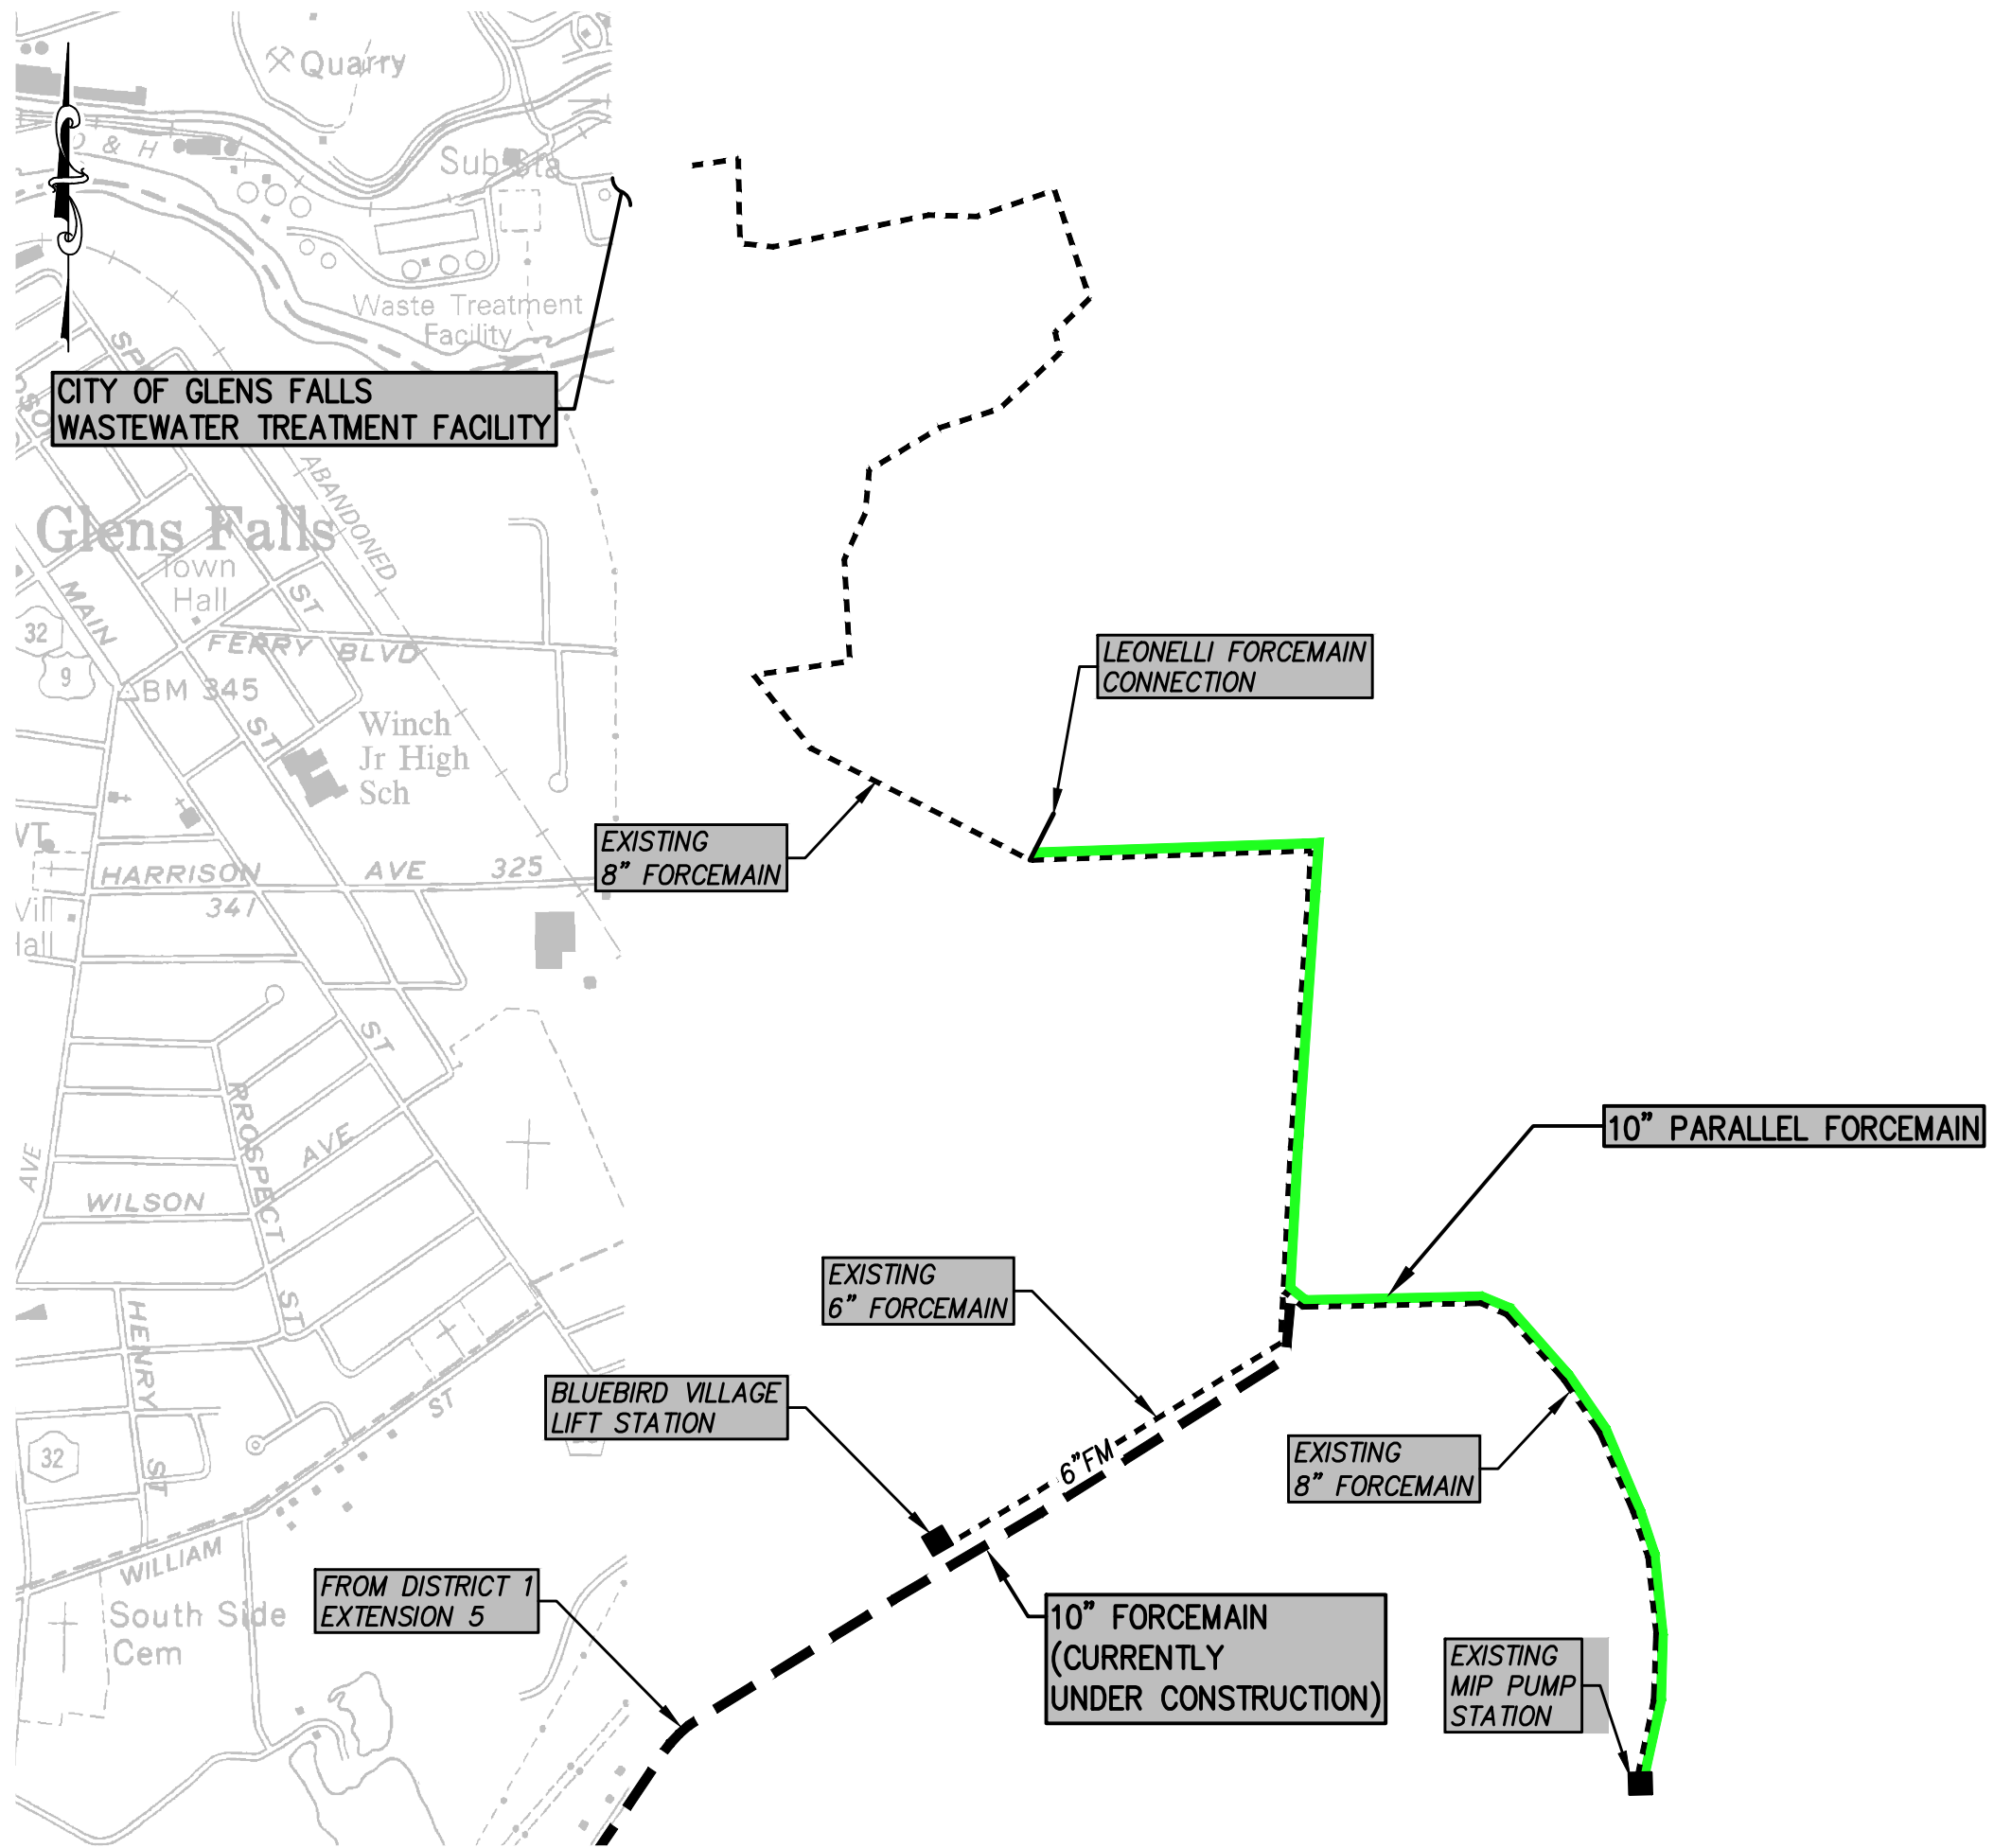 Quarry
D & H
Sub Sta
Waste Treatment
Facility
CITY OF GLENS FALLS
WASTEWATER TREATMENT FACILITY
ABANDONED
Glens Falls
Town
Hall
MAIN
ST
32
9
FERRY BLVD
BM 345
ST
Winch
Jr High
Sch
LEONELLI FORCEMAIN
CONNECTION
EXISTING
8" FORCEMAIN
HARRISON AVE 325
341
ST
PROSPECT
ST
AVE
AVE
WILSON
10" PARALLEL FORCEMAIN
EXISTING
6" FORCEMAIN
HENRY
ST
BLUEBIRD VILLAGE
LIFT STATION
ST
32
6"FM
EXISTING
8" FORCEMAIN
WILLIAM
FROM DISTRICT 1
EXTENSION 5
South Side
Cem
10" FORCEMAIN
(CURRENTLY
UNDER CONSTRUCTION)
EXISTING
MIP PUMP
STATION